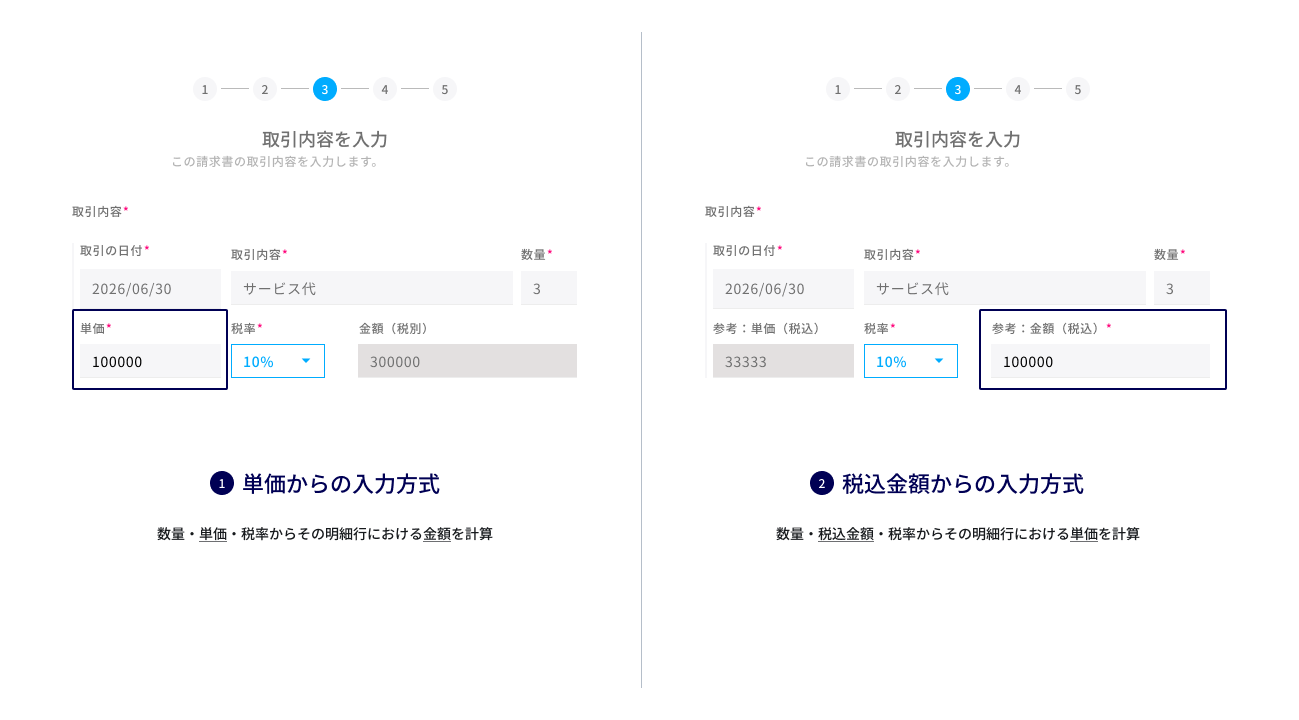 1 2 3 4 5
取引内容を入力
この請求書の取引内容を入力します。
取引内容*
取引の日付* 取引内容* 数量*
2026/06/30 サービス代 3
単価* 税率* 金額（税別）
100000 10% 300000
1 単価からの入力方式
数量・単価・税率からその明細行における金額を計算
1 2 3 4 5
取引内容を入力
この請求書の取引内容を入力します。
取引内容*
取引の日付* 取引内容* 数量*
2026/06/30 サービス代 3
参考：単価（税込） 税率* 参考：金額（税込）*
33333 10% 100000
2 税込金額からの入力方式
数量・税込金額・税率からその明細行における単価を計算